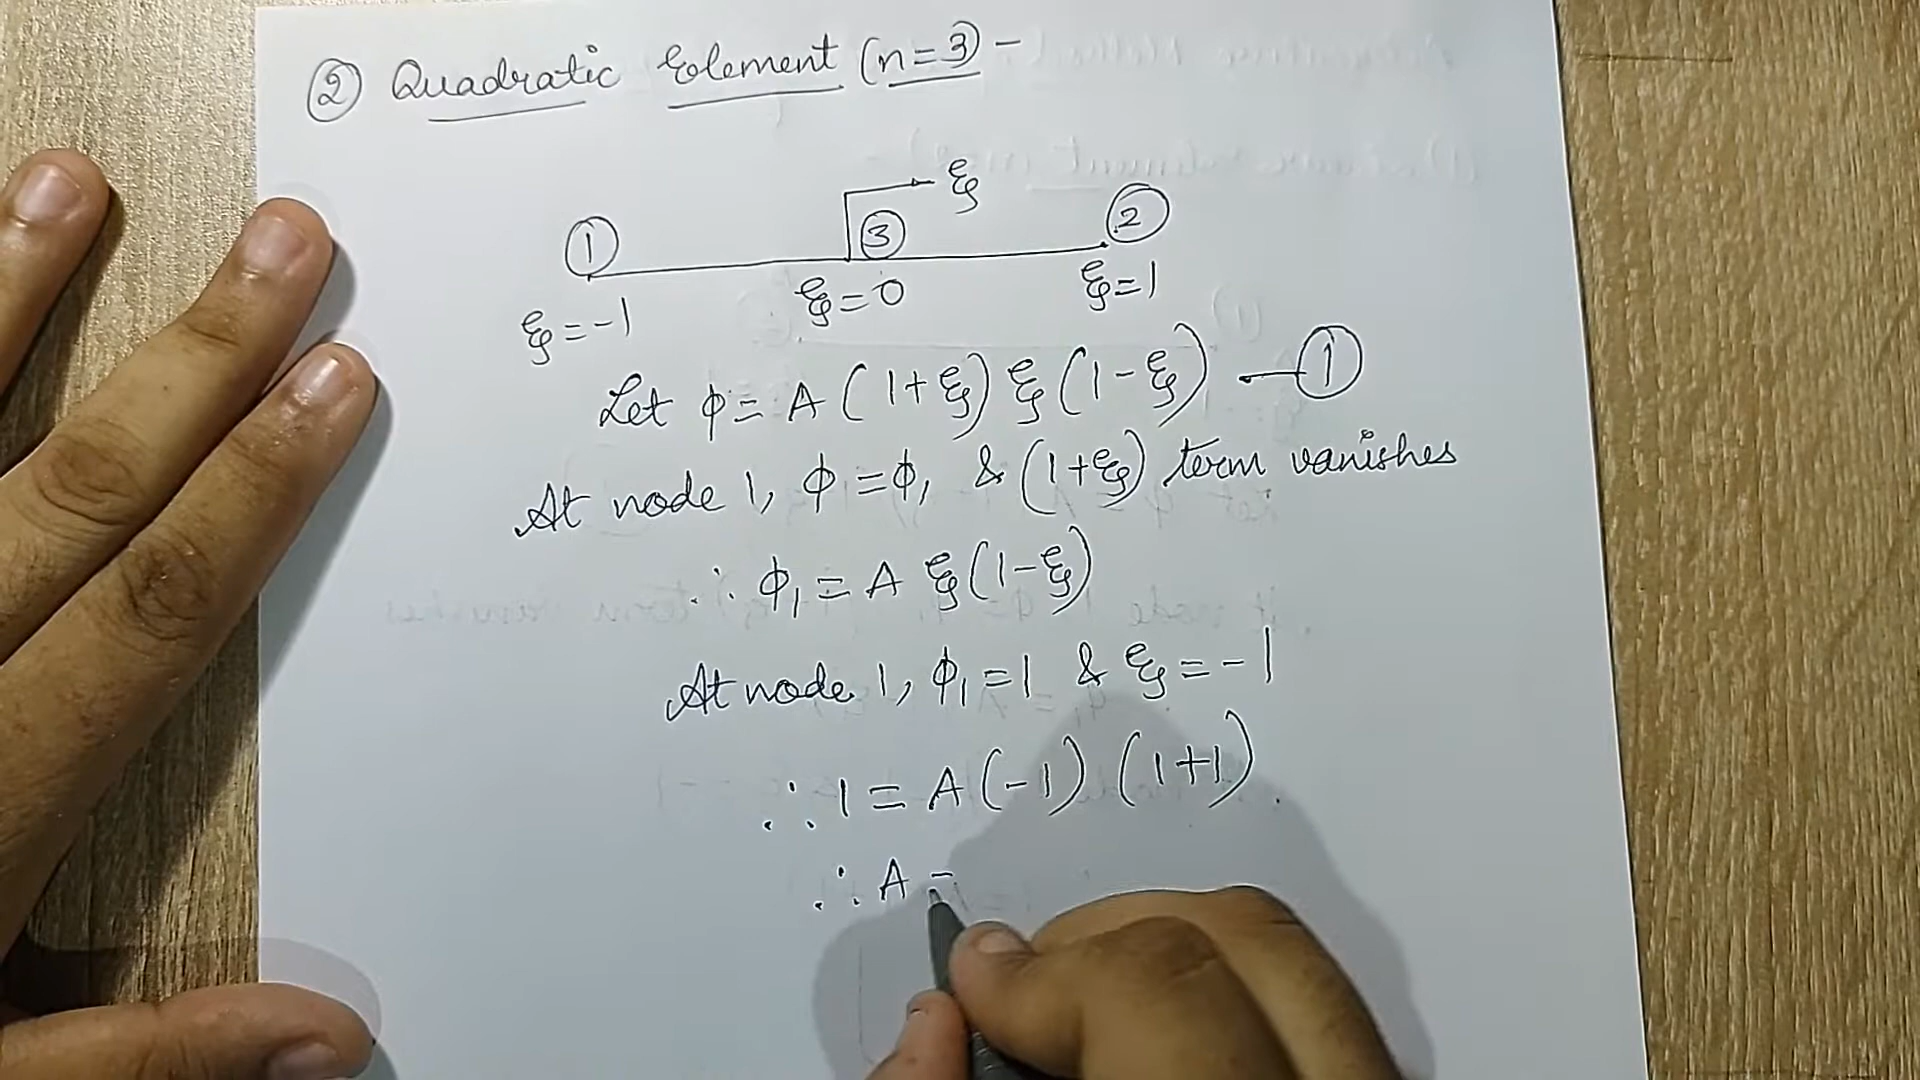 ② Quadratic Element (n=3) -
ξ
① ③ ②
ξ=-1 ξ=0 ξ=1
Let φ = A (1+ξ) ξ (1-ξ) — ①
At node 1, φ = φ₁ & (1+ξ) term vanishes
∴ φ₁ = A ξ (1-ξ)
At node 1, φ₁ = 1 & ξ = -1
∴ 1 = A (-1) (1+1)
∴ A -